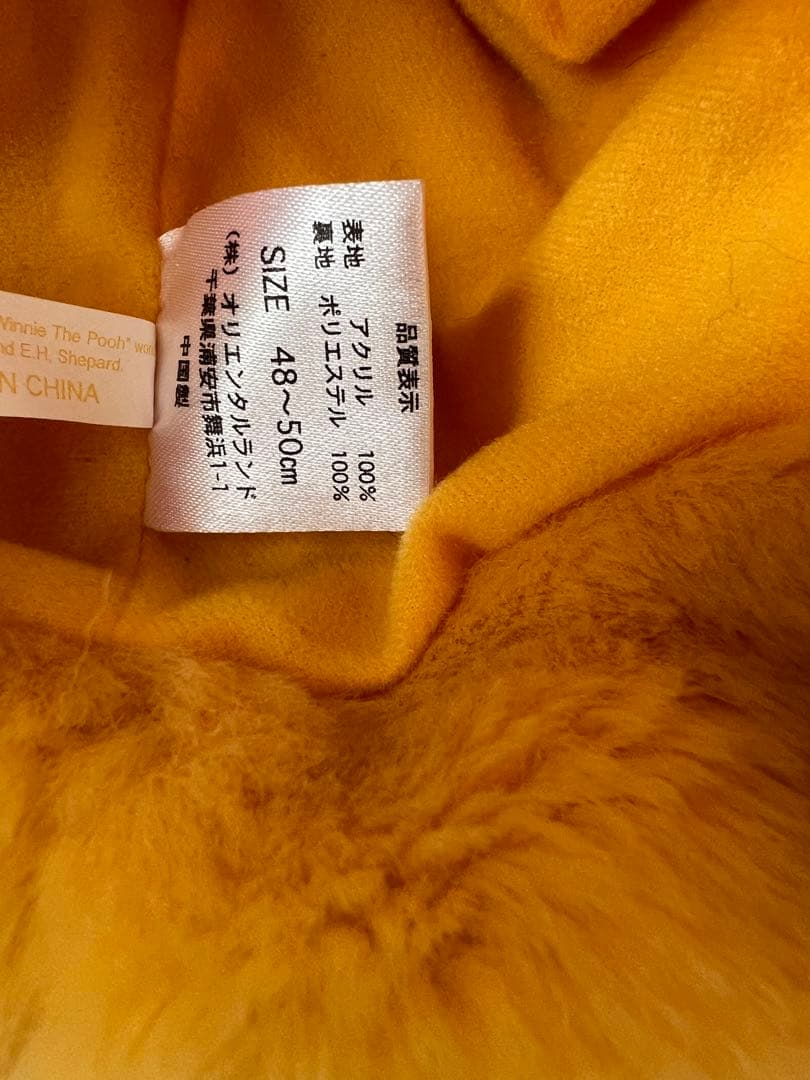 品質表示
表地 アクリル 100%
裏地 ポリエステル 100%
SIZE 48〜50cm
(株)オリエンタルランド
千葉県浦安市舞浜1-1
中国製
Winnie The Pooh"
E.H. Shepard.
CHINA